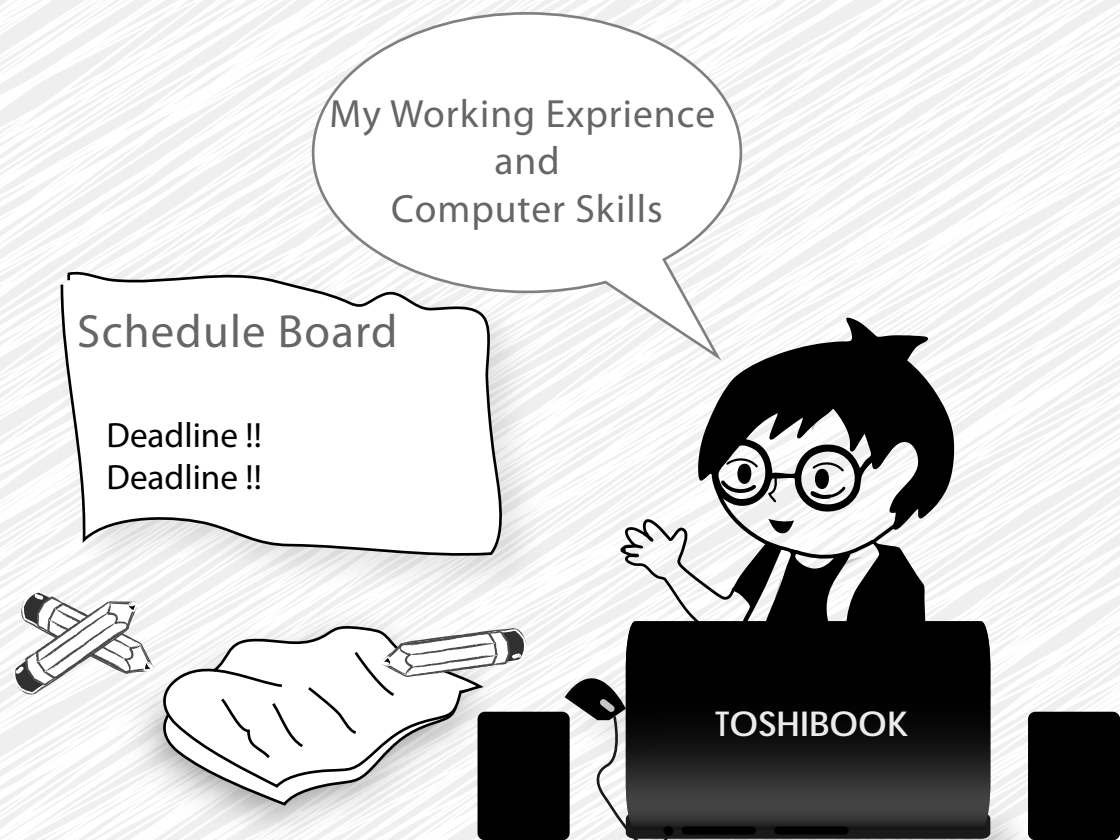 My Working Exprience
and
Computer Skills
Schedule Board
Deadline !!
Deadline !!
TOSHIBOOK